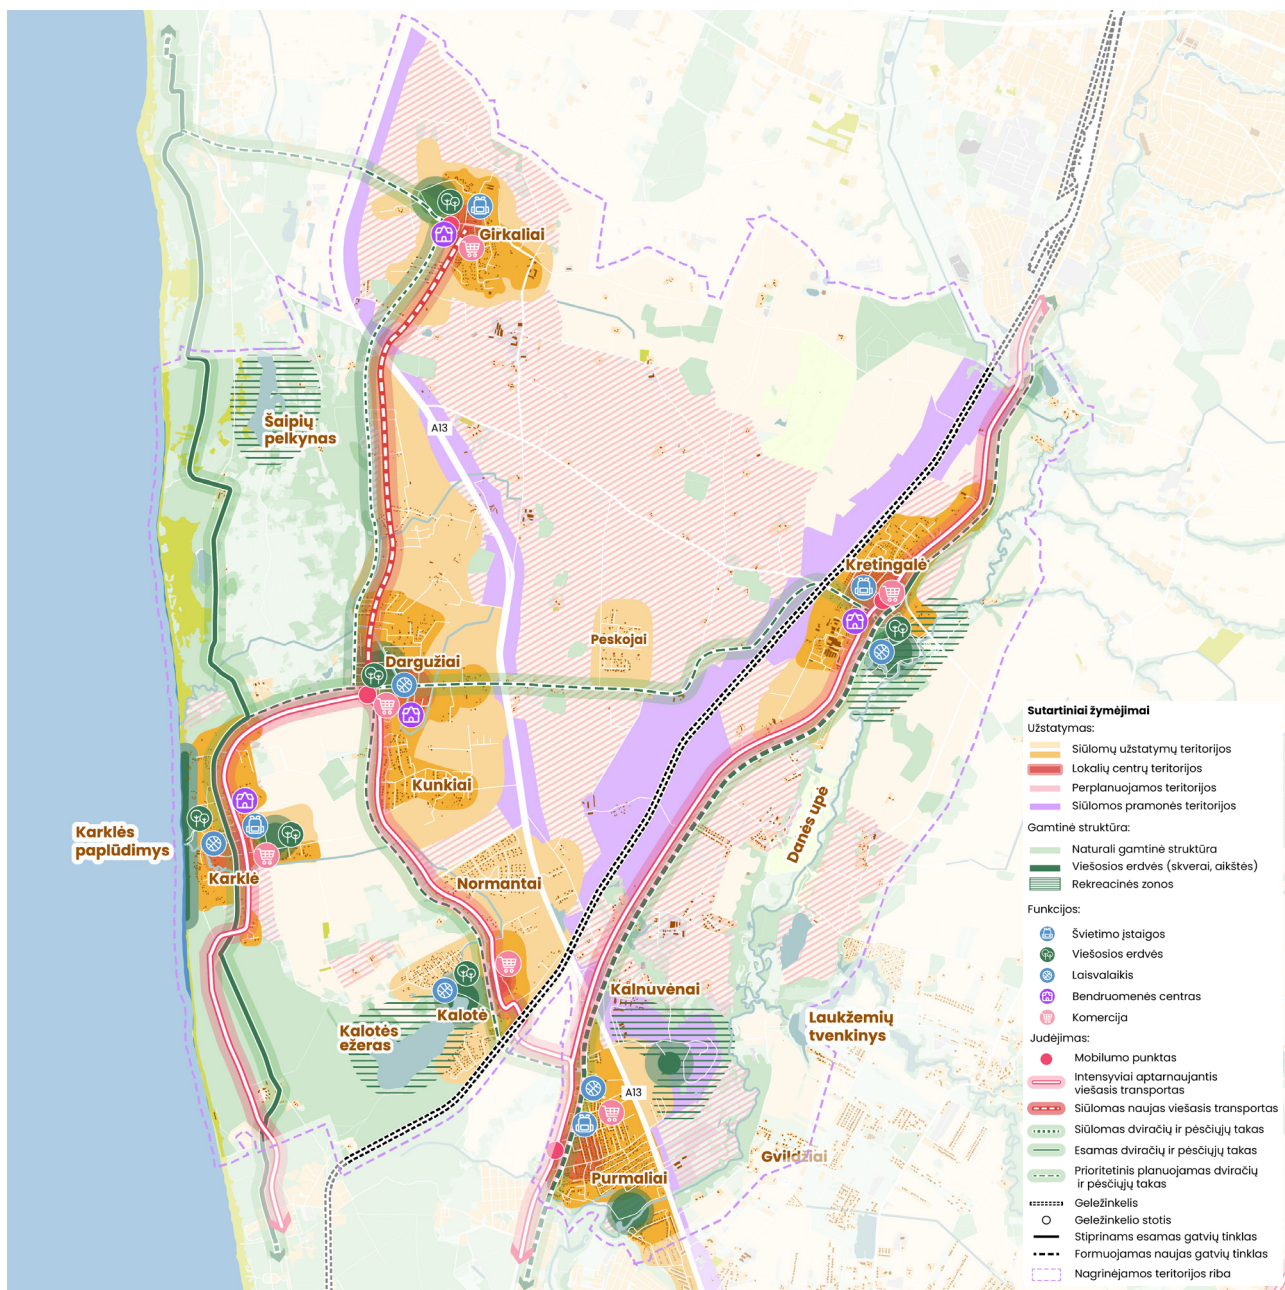 Girkaliai
Šaipių
pelkynas
A13
Kretingalė
Peskojai
Dargužiai
Kunkiai
Danės upė
Karklės
paplūdimys
Karklė
Normantai
Kalotė
Kalotės
ežeras
Kalnuvėnai
Laukžemių
tvenkinys
A13
Gvildžiai
Purmaliai
Sutartiniai žymėjimai
Užstatymas:
Siūlomų užstatymų teritorijos
Lokalių centrų teritorijos
Perplanuojamos teritorijos
Siūlomos pramonės teritorijos
Gamtinė struktūra:
Naturali gamtinė struktūra
Viešosios erdvės (skverai, aikštės)
Rekreacinės zonos
Funkcijos:
Švietimo įstaigos
Viešosios erdvės
Laisvalaikis
Bendruomenės centras
Komercija
Judėjimas:
Mobilumo punktas
Intensyviai aptarnaujantis
viešasis transportas
Siūlomas naujas viešasis transportas
Siūlomas dviračių ir pėsčiųjų takas
Esamas dviračių ir pėsčiųjų takas
Prioritetinis planuojamas dviračių
ir pėsčiųjų takas
Geležinkelis
Geležinkelio stotis
Stiprinams esamas gatvių tinklas
Formuojamas naujas gatvių tinklas
Nagrinėjamos teritorijos riba